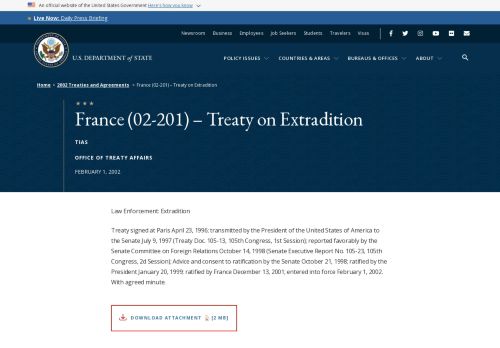 An official website of the United States Government Here's how you know
Live Now: Daily Press Briefing
Newsroom Business Employees Job Seekers Students Travelers Visas
U.S. DEPARTMENT of STATE
POLICY ISSUES COUNTRIES & AREAS BUREAUS & OFFICES ABOUT
Home > 2002 Treaties and Agreements > France (02-201) – Treaty on Extradition
France (02-201) – Treaty on Extradition
TIAS
OFFICE OF TREATY AFFAIRS
FEBRUARY 1, 2002
Law Enforcement: Extradition
Treaty signed at Paris April 23, 1996; transmitted by the President of the United States of America to
the Senate July 9, 1997 (Treaty Doc. 105-13, 105th Congress, 1st Session); reported favorably by the
Senate Committee on Foreign Relations October 14, 1998 (Senate Executive Report No. 105-23, 105th
Congress, 2d Session); Advice and consent to ratification by the Senate October 21, 1998; ratified by the
President January 20, 1999; ratified by France December 13, 2001; entered into force February 1, 2002.
With agreed minute.
DOWNLOAD ATTACHMENT [2 MB]